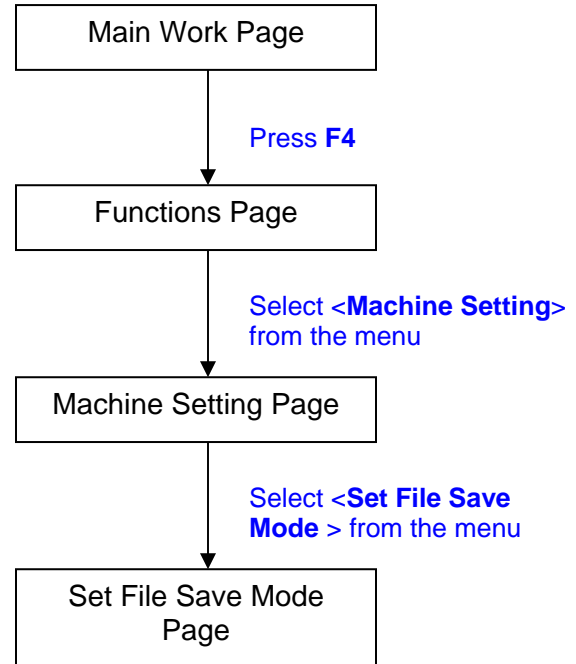 Main Work Page
Press F4
Functions Page
Select <Machine Setting>
from the menu
Machine Setting Page
Select <Set File Save
Mode > from the menu
Set File Save Mode
Page